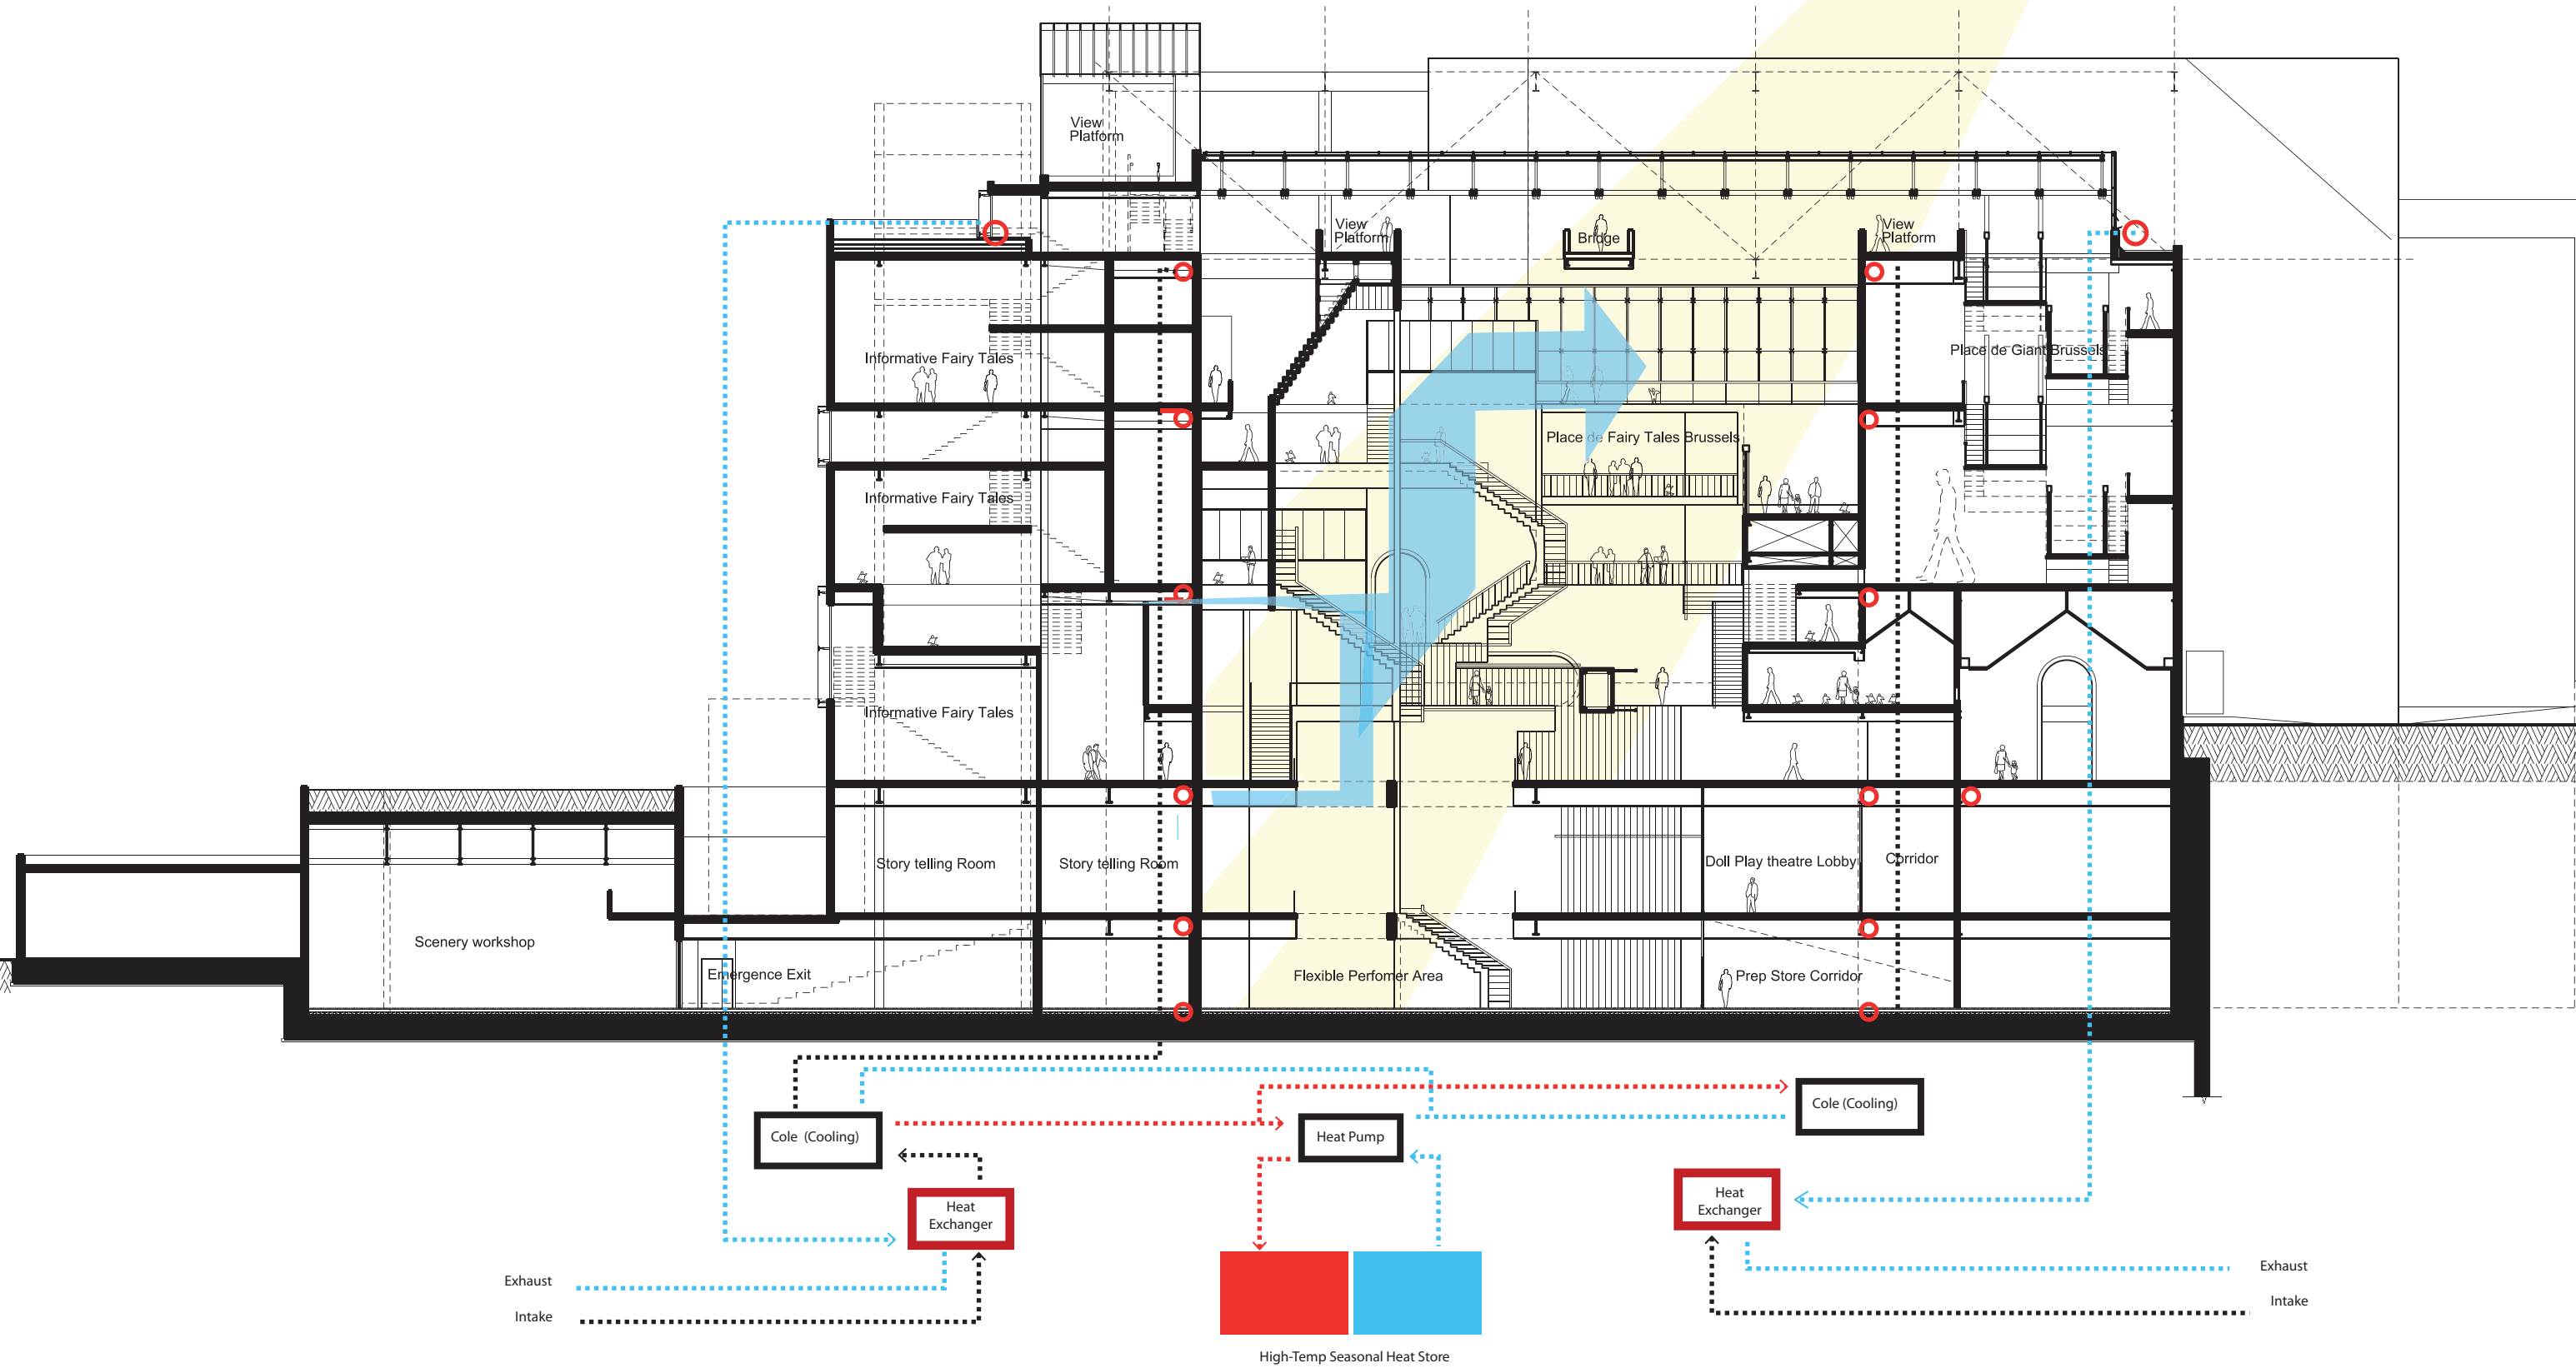 View
Platform
View
Platform
Bridge
View
Platform
Informative Fairy Tales
Place de Giant Brussels
Place de Fairy Tales Brussels
Informative Fairy Tales
Informative Fairy Tales
Story telling Room
Story telling Room
Doll Play theatre Lobby
Corridor
Scenery workshop
Emergence Exit
Flexible Perfomer Area
Prep Store Corridor
Cole (Cooling)
Heat Pump
Cole (Cooling)
Heat
Exchanger
Heat
Exchanger
Exhaust
Intake
Exhaust
Intake
High-Temp Seasonal Heat Store